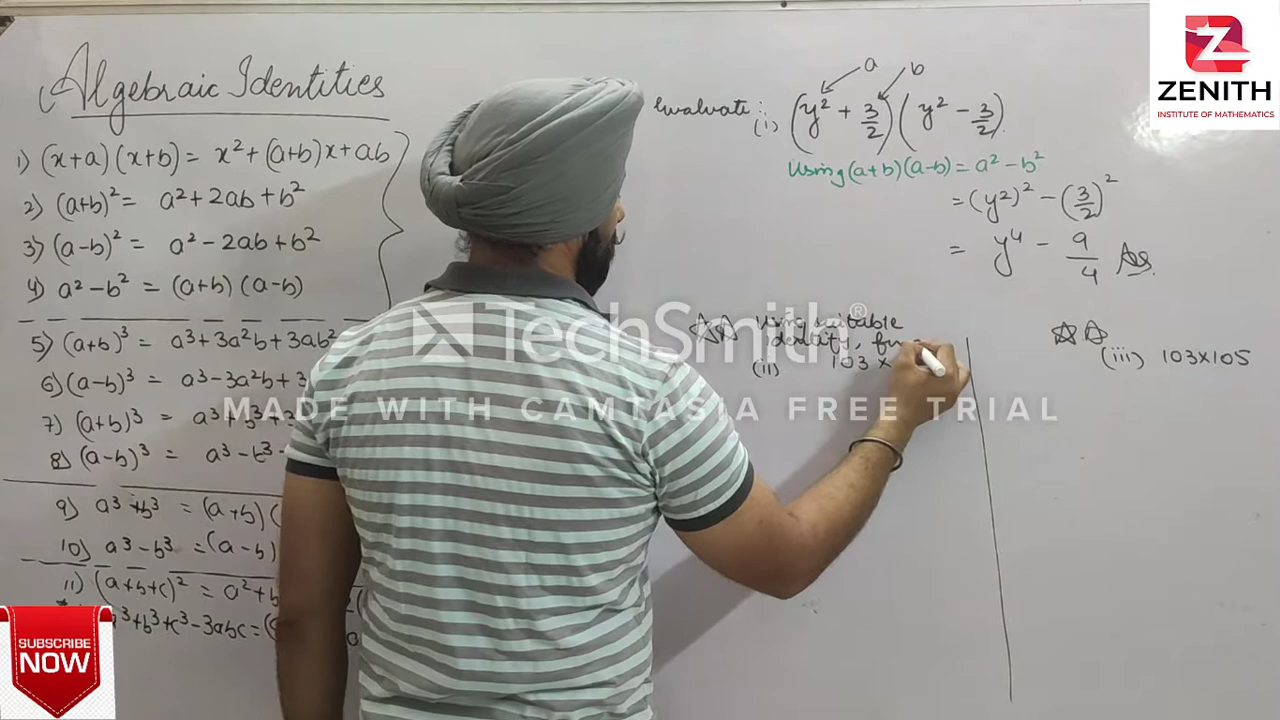 Algebraic Identities
1) (x+a)(x+b) = x² + (a+b)x + ab
2) (a+b)² = a² + 2ab + b²
3) (a-b)² = a² - 2ab + b²
4) a² - b² = (a+b)(a-b)
5) (a+b)³ = a³ + 3a²b + 3ab²
6) (a-b)³ = a³ - 3a²b + 3
7) (a+b)³ = a³ + b³ +
8) (a-b)³ = a³ - b³ -
9) a³ + b³ = (a+b)(
10) a³ - b³ = (a-b)
11) (a+b+c)² = a² + b
³ + b³ + c³ - 3abc = (
Evaluate :
a b
(i) (y² + 3/2)(y² - 3/2)
Using (a+b)(a-b) = a² - b²
= (y²)² - (3/2)²
= y⁴ - 9/4 Ans.
Using suitable
identity,
(ii) 103 ×
(iii) 103×105
Z
ZENITH
INSTITUTE OF MATHEMATICS
TechSmith®
MADE WITH CAMTASIA FREE TRIAL
SUBSCRIBE
NOW